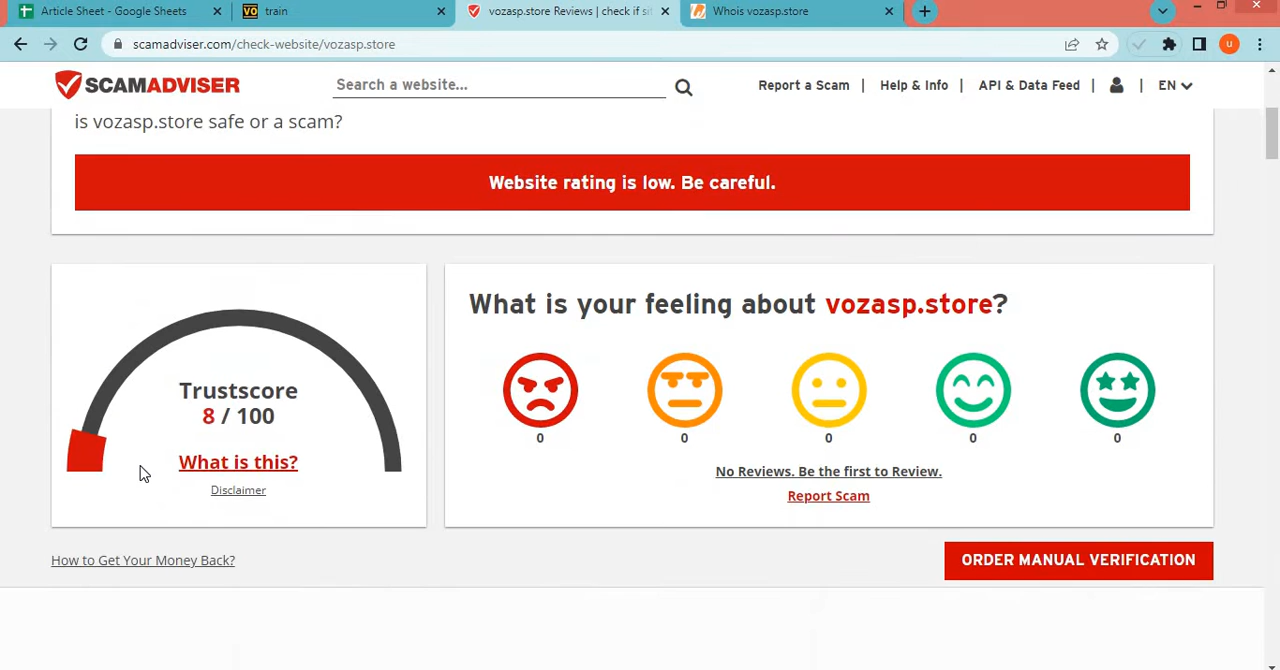 Article Sheet - Google Sheets
VO train
vozasp.store Reviews | check if si
Whois vozasp.store
scamadviser.com/check-website/vozasp.store
u
SCAMADVISER
Search a website...
Report a Scam | Help & Info | API & Data Feed | | EN
is vozasp.store safe or a scam?
Website rating is low. Be careful.
Trustscore
8 / 100
What is this?
Disclaimer
What is your feeling about vozasp.store?
0 0 0 0 0
No Reviews. Be the first to Review.
Report Scam
How to Get Your Money Back?
ORDER MANUAL VERIFICATION